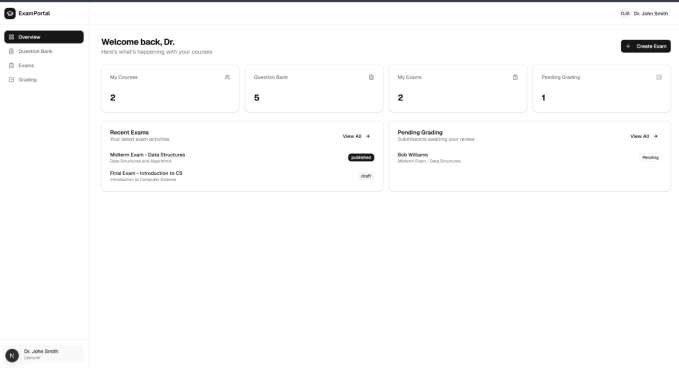 ExamPortal
Dr. John Smith
Overview
Question Bank
Exams
Grading
Welcome back, Dr.
Here's what's happening with your courses
Create Exam
My Courses
2
Question Bank
5
My Exams
2
Pending Grading
1
Recent Exams
Your latest exam activities
View All
Midterm Exam - Data Structures
Data Structures and Algorithms
published
Final Exam - Introduction to CS
Introduction to Computer Science
draft
Pending Grading
Submissions awaiting your review
View All
Bob Williams
Midterm Exam - Data Structures
Pending
N
Dr. John Smith
Lecturer